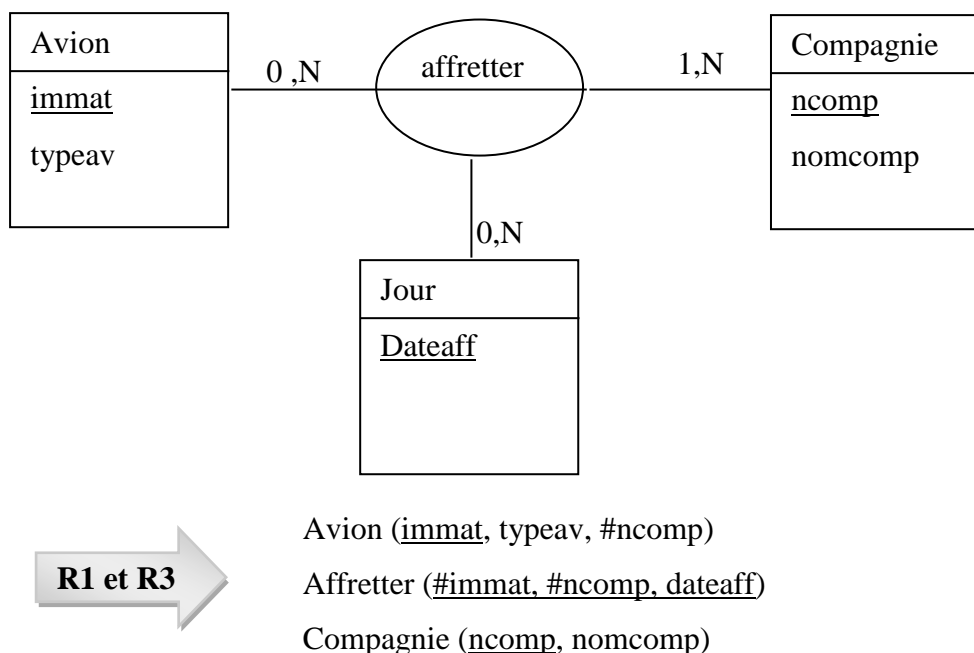 Avion
immat
typeav
0 ,N
affretter
1,N
Compagnie
ncomp
nomcomp
0,N
Jour
Dateaff
R1 et R3
Avion (immat, typeav, #ncomp)
Affretter (#immat, #ncomp, dateaff)
Compagnie (ncomp, nomcomp)